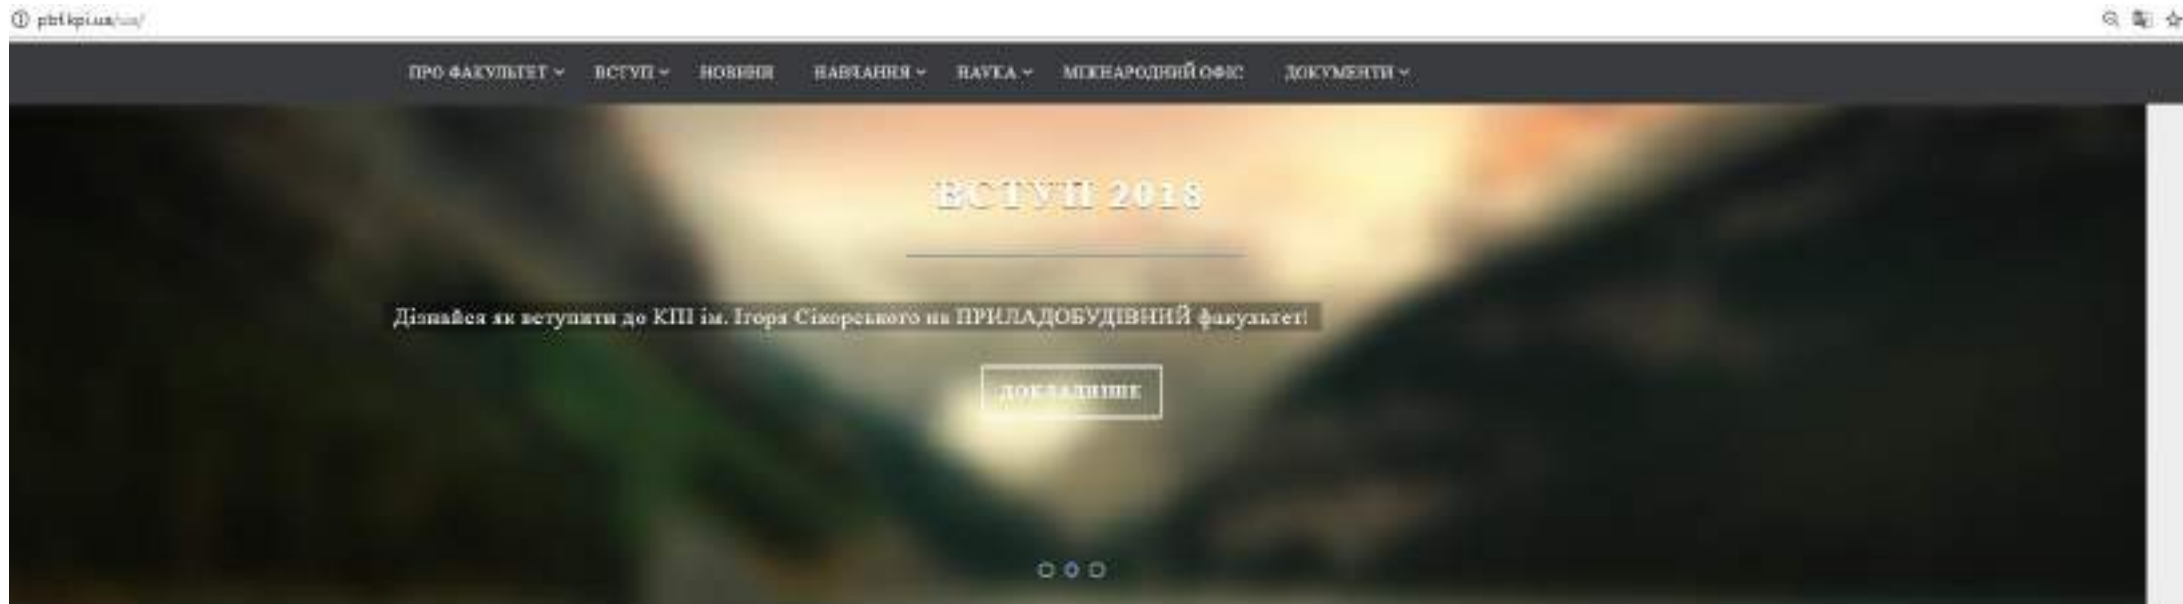 pbf.kpi.ua/ua/
ПРО ФАКУЛЬТЕТ ВСТУП НОВИНИ НАВЧАННЯ НАУКА МІЖНАРОДНИЙ ОФІС ДОКУМЕНТИ
ВСТУП 2018
Дізнайся як вступити до КПІ ім. Ігоря Сікорського на ПРИЛАДОБУДІВНИЙ факультет!
ДОКЛАДНІШЕ